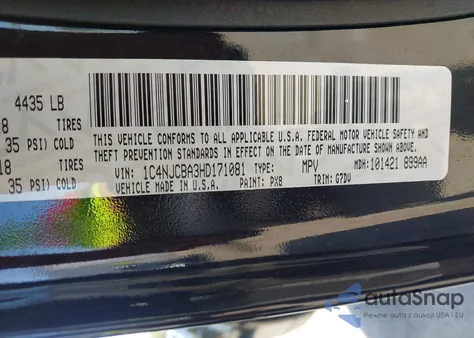 4435 LB
8 TIRES
35 PSI) COLD
18 TIRES
35 PSI) COLD
THIS VEHICLE CONFORMS TO ALL APPLICABLE U.S.A. FEDERAL MOTOR VEHICLE SAFETY AND
THEFT PREVENTION STANDARDS IN EFFECT ON THE DATE OF MANUFACTURE SHOWN ABOVE.
VIN: 1C4NJCBA3HD171081 TYPE: MPV MDH: 101421 899AA
VEHICLE MADE IN U.S.A. PAINT: PX8 TRIM: G7DV
autoSnap
Pewne auta z USA i EU